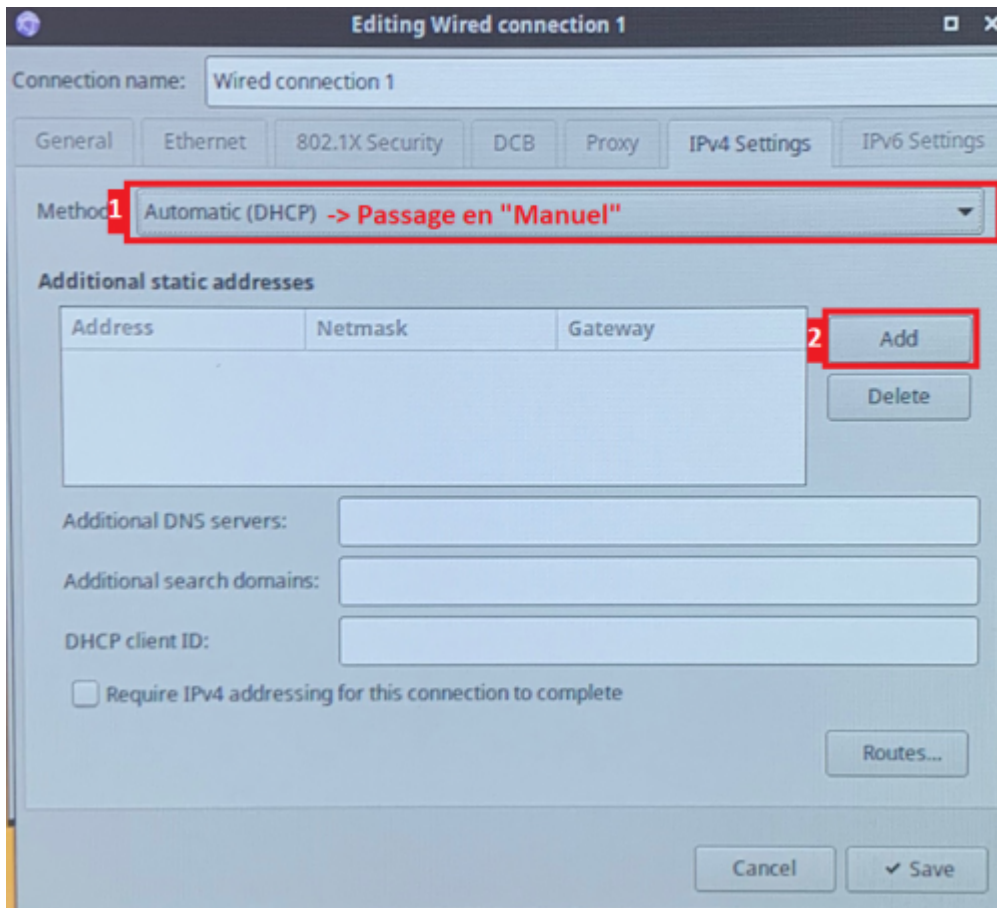 Editing Wired connection 1
Connection name: Wired connection 1
General Ethernet 802.1X Security DCB Proxy IPv4 Settings IPv6 Settings
Method 1 Automatic (DHCP) -> Passage en "Manuel"
Additional static addresses
Address Netmask Gateway 2 Add
Delete
Additional DNS servers:
Additional search domains:
DHCP client ID:
Require IPv4 addressing for this connection to complete
Routes...
Cancel Save